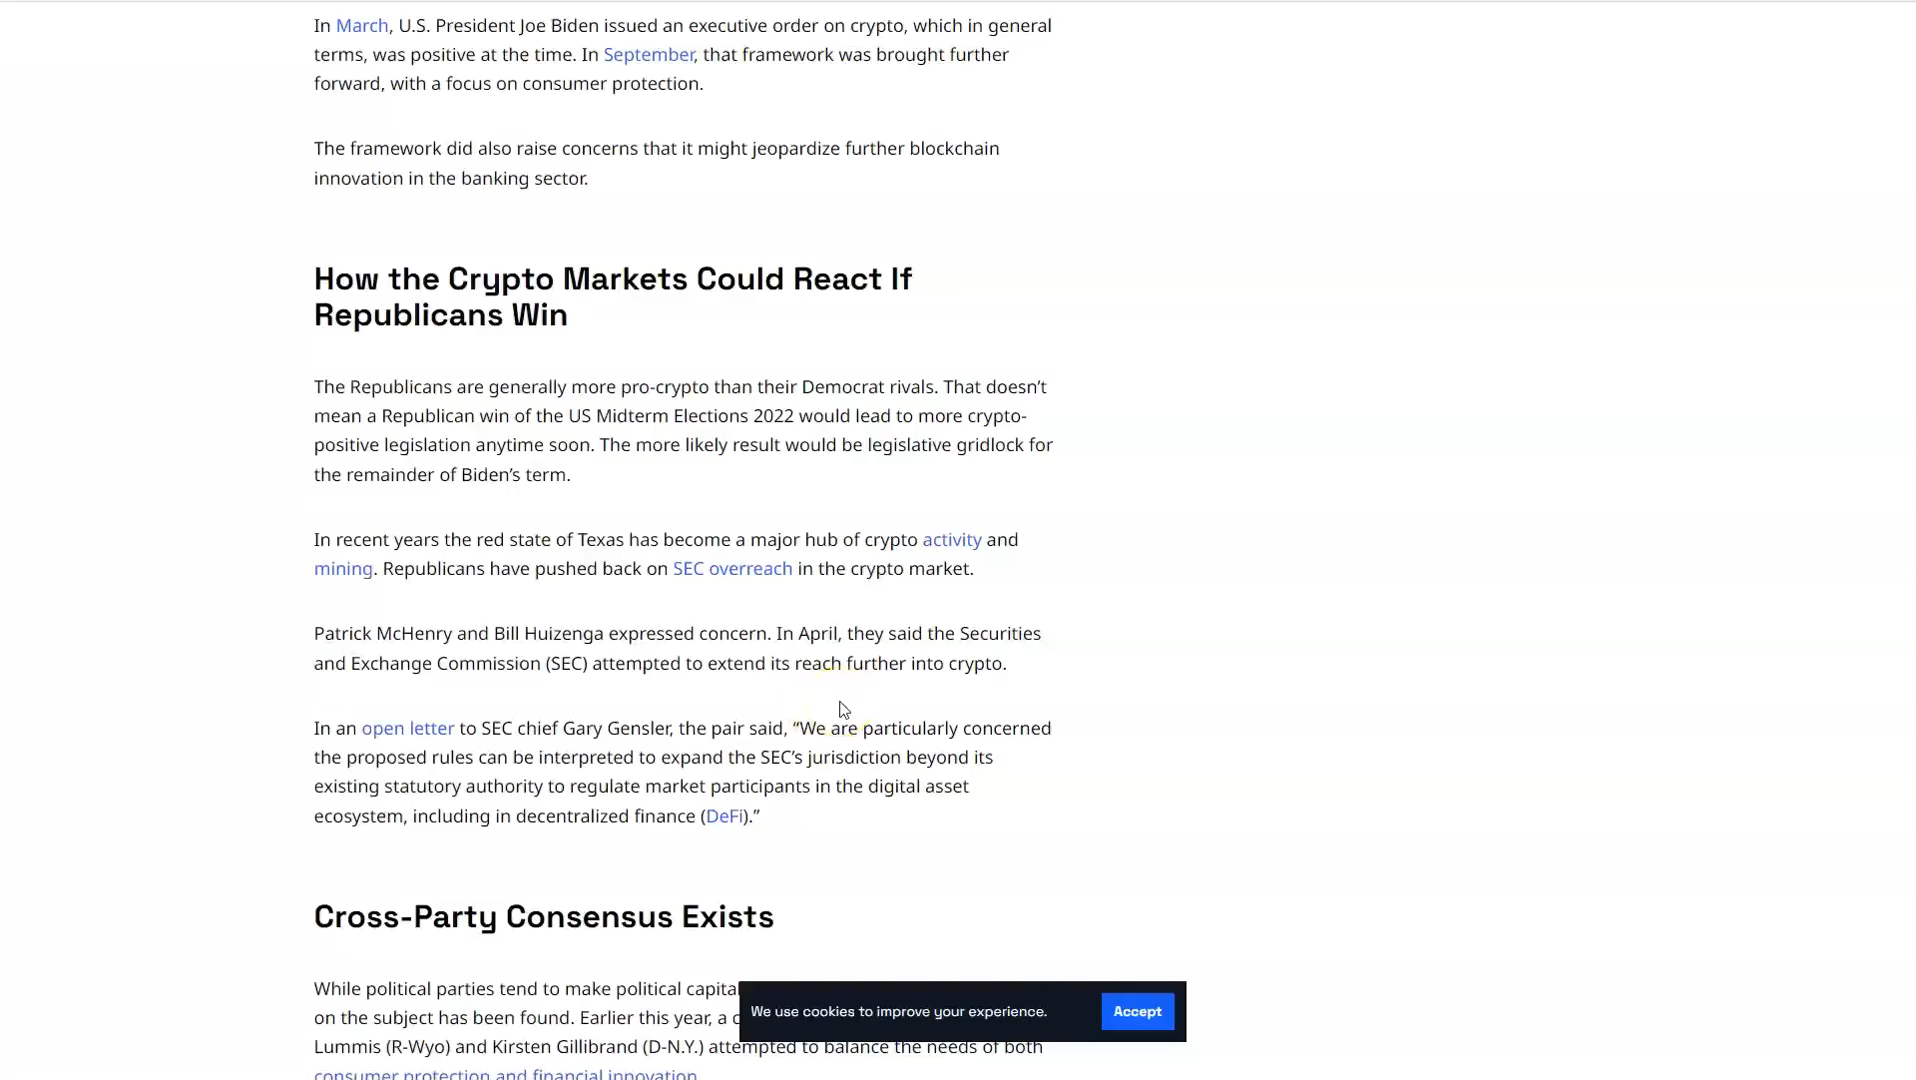 In March, U.S. President Joe Biden issued an executive order on crypto, which in general
terms, was positive at the time. In September, that framework was brought further
forward, with a focus on consumer protection.
The framework did also raise concerns that it might jeopardize further blockchain
innovation in the banking sector.
How the Crypto Markets Could React If
Republicans Win
The Republicans are generally more pro-crypto than their Democrat rivals. That doesn’t
mean a Republican win of the US Midterm Elections 2022 would lead to more crypto-
positive legislation anytime soon. The more likely result would be legislative gridlock for
the remainder of Biden’s term.
In recent years the red state of Texas has become a major hub of crypto activity and
mining. Republicans have pushed back on SEC overreach in the crypto market.
Patrick McHenry and Bill Huizenga expressed concern. In April, they said the Securities
and Exchange Commission (SEC) attempted to extend its reach further into crypto.
In an open letter to SEC chief Gary Gensler, the pair said, “We are particularly concerned
the proposed rules can be interpreted to expand the SEC’s jurisdiction beyond its
existing statutory authority to regulate market participants in the digital asset
ecosystem, including in decentralized finance (DeFi).”
Cross-Party Consensus Exists
While political parties tend to make political capital
on the subject has been found. Earlier this year, a
Lummis (R-Wyo) and Kirsten Gillibrand (D-N.Y.) attempted to balance the needs of both
consumer protection and financial innovation.
We use cookies to improve your experience.
Accept